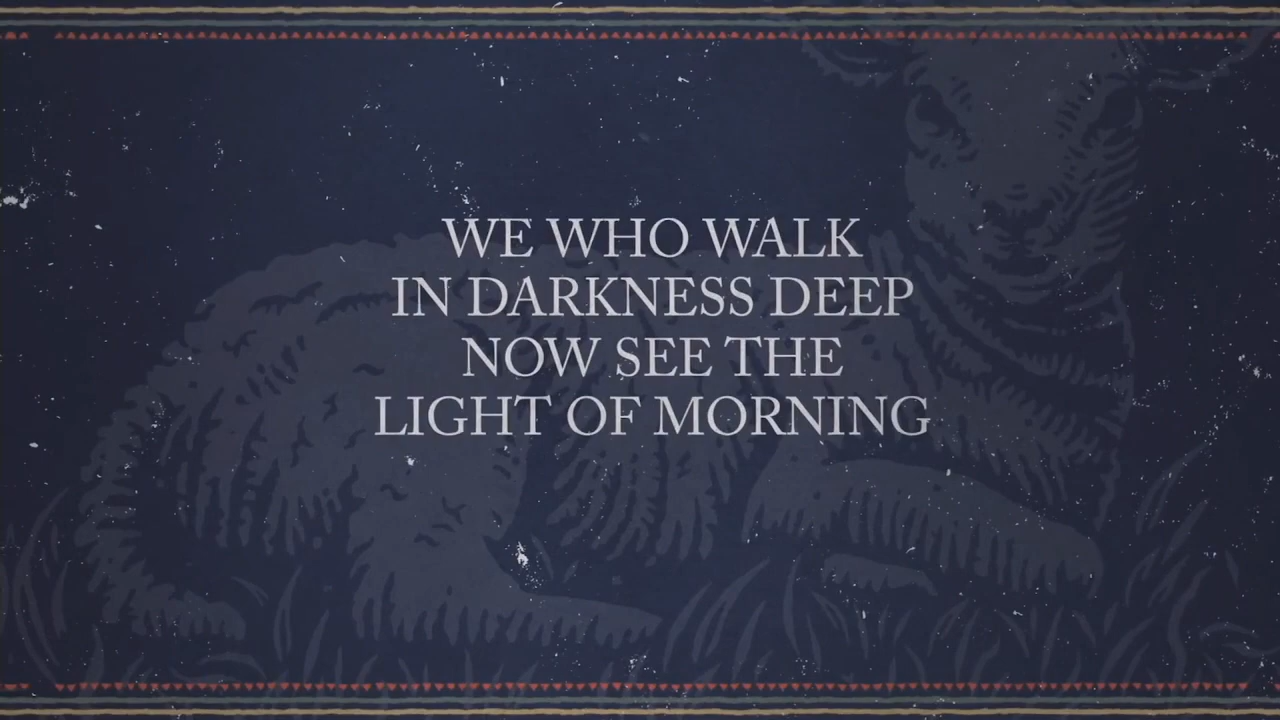 WE WHO WALK
IN DARKNESS DEEP
NOW SEE THE
LIGHT OF MORNING